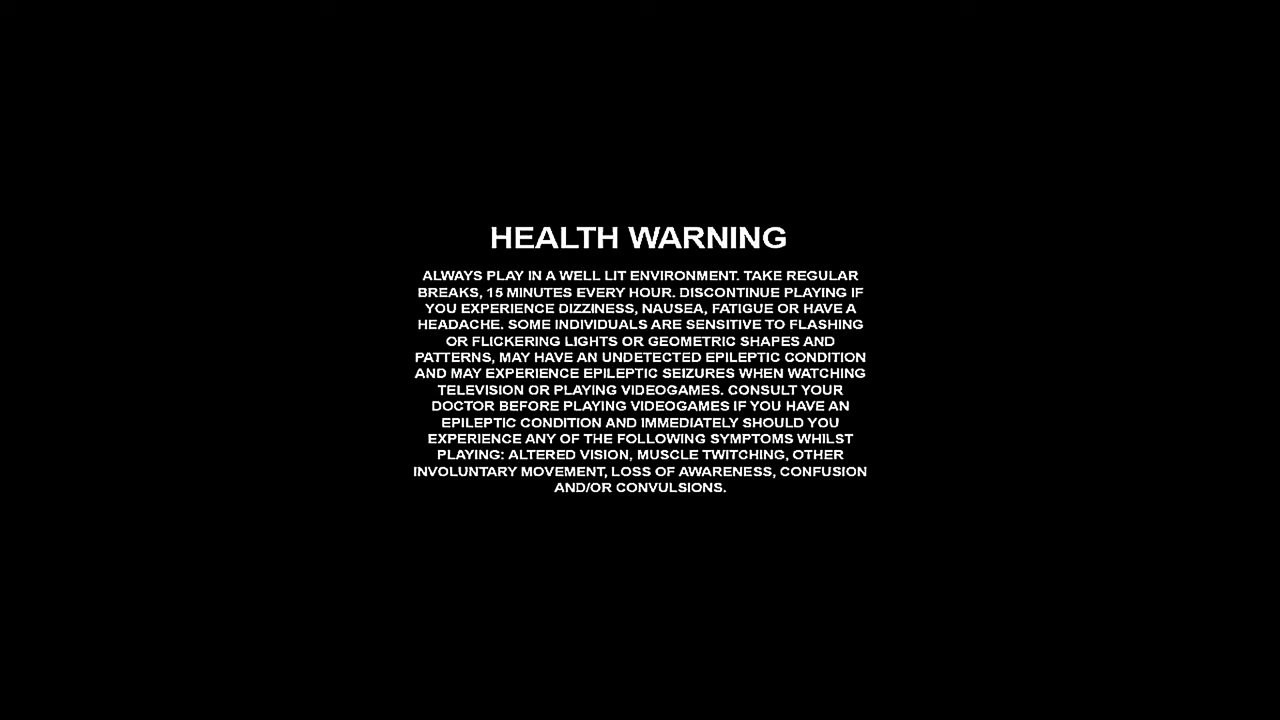 HEALTH WARNING
ALWAYS PLAY IN A WELL LIT ENVIRONMENT. TAKE REGULAR
BREAKS, 15 MINUTES EVERY HOUR. DISCONTINUE PLAYING IF
YOU EXPERIENCE DIZZINESS, NAUSEA, FATIGUE OR HAVE A
HEADACHE. SOME INDIVIDUALS ARE SENSITIVE TO FLASHING
OR FLICKERING LIGHTS OR GEOMETRIC SHAPES AND
PATTERNS, MAY HAVE AN UNDETECTED EPILEPTIC CONDITION
AND MAY EXPERIENCE EPILEPTIC SEIZURES WHEN WATCHING
TELEVISION OR PLAYING VIDEOGAMES. CONSULT YOUR
DOCTOR BEFORE PLAYING VIDEOGAMES IF YOU HAVE AN
EPILEPTIC CONDITION AND IMMEDIATELY SHOULD YOU
EXPERIENCE ANY OF THE FOLLOWING SYMPTOMS WHILST
PLAYING: ALTERED VISION, MUSCLE TWITCHING, OTHER
INVOLUNTARY MOVEMENT, LOSS OF AWARENESS, CONFUSION
AND/OR CONVULSIONS.